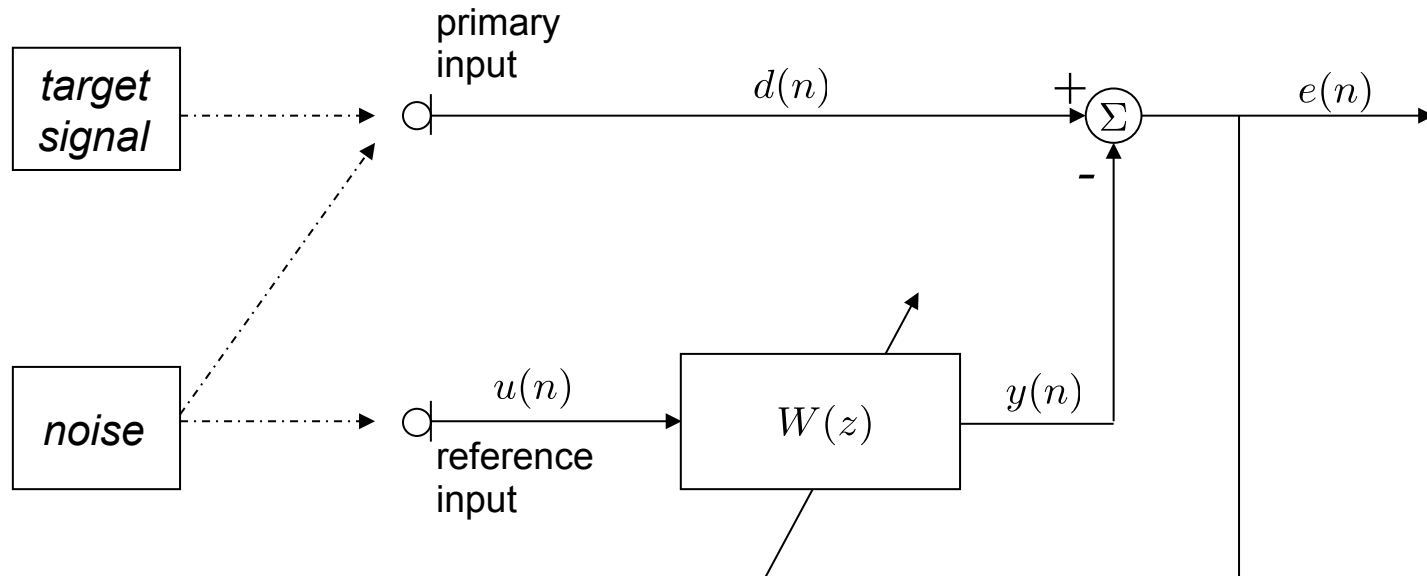 primary
input
target
signal
d(n)
+
Σ
e(n)
-
noise
u(n)
W(z)
y(n)
reference
input